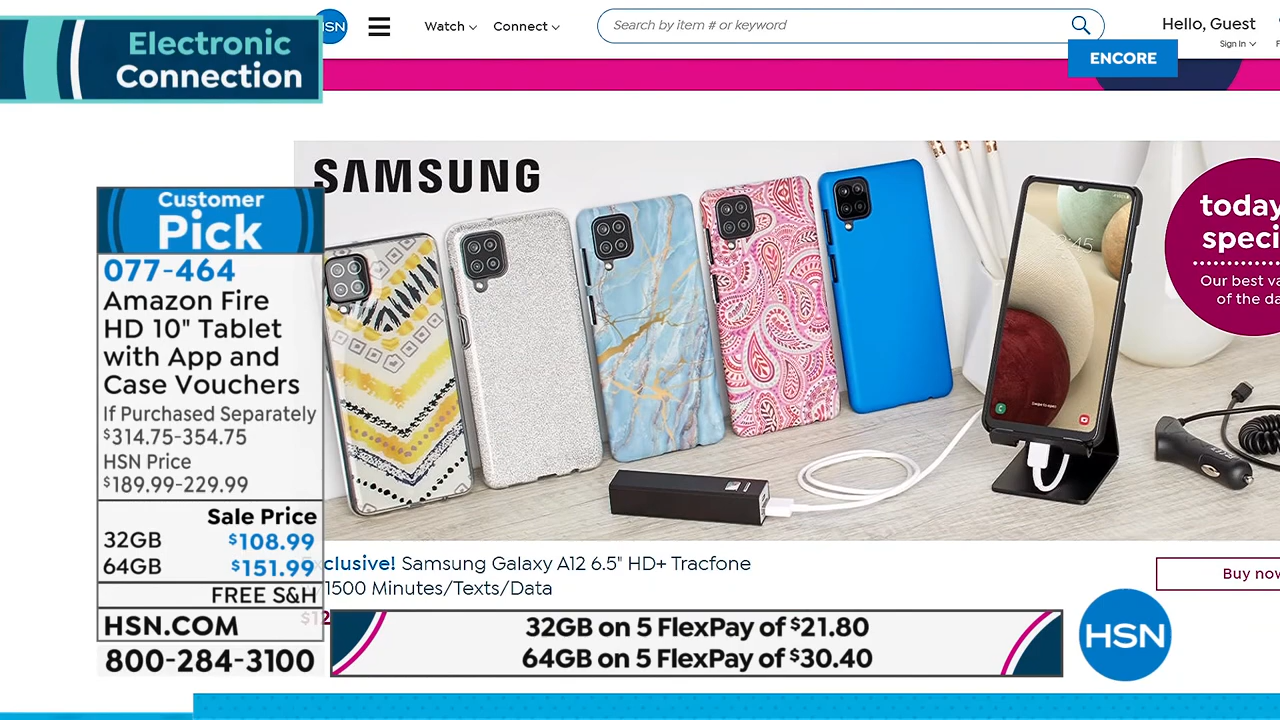 Electronic
Connection
HSN
Watch
Connect
Search by item # or keyword
Hello, Guest
Sign In
ENCORE
SAMSUNG
today
speci
Our best va
of the da
Customer
Pick
077-464
Amazon Fire
HD 10" Tablet
with App and
Case Vouchers
If Purchased Separately
$314.75-354.75
HSN Price
$189.99-229.99
Sale Price
32GB $108.99
64GB $151.99
FREE S&H
HSN.COM
800-284-3100
xclusive! Samsung Galaxy A12 6.5" HD+ Tracfone
1500 Minutes/Texts/Data
$12
Buy now
32GB on 5 FlexPay of $21.80
64GB on 5 FlexPay of $30.40
HSN